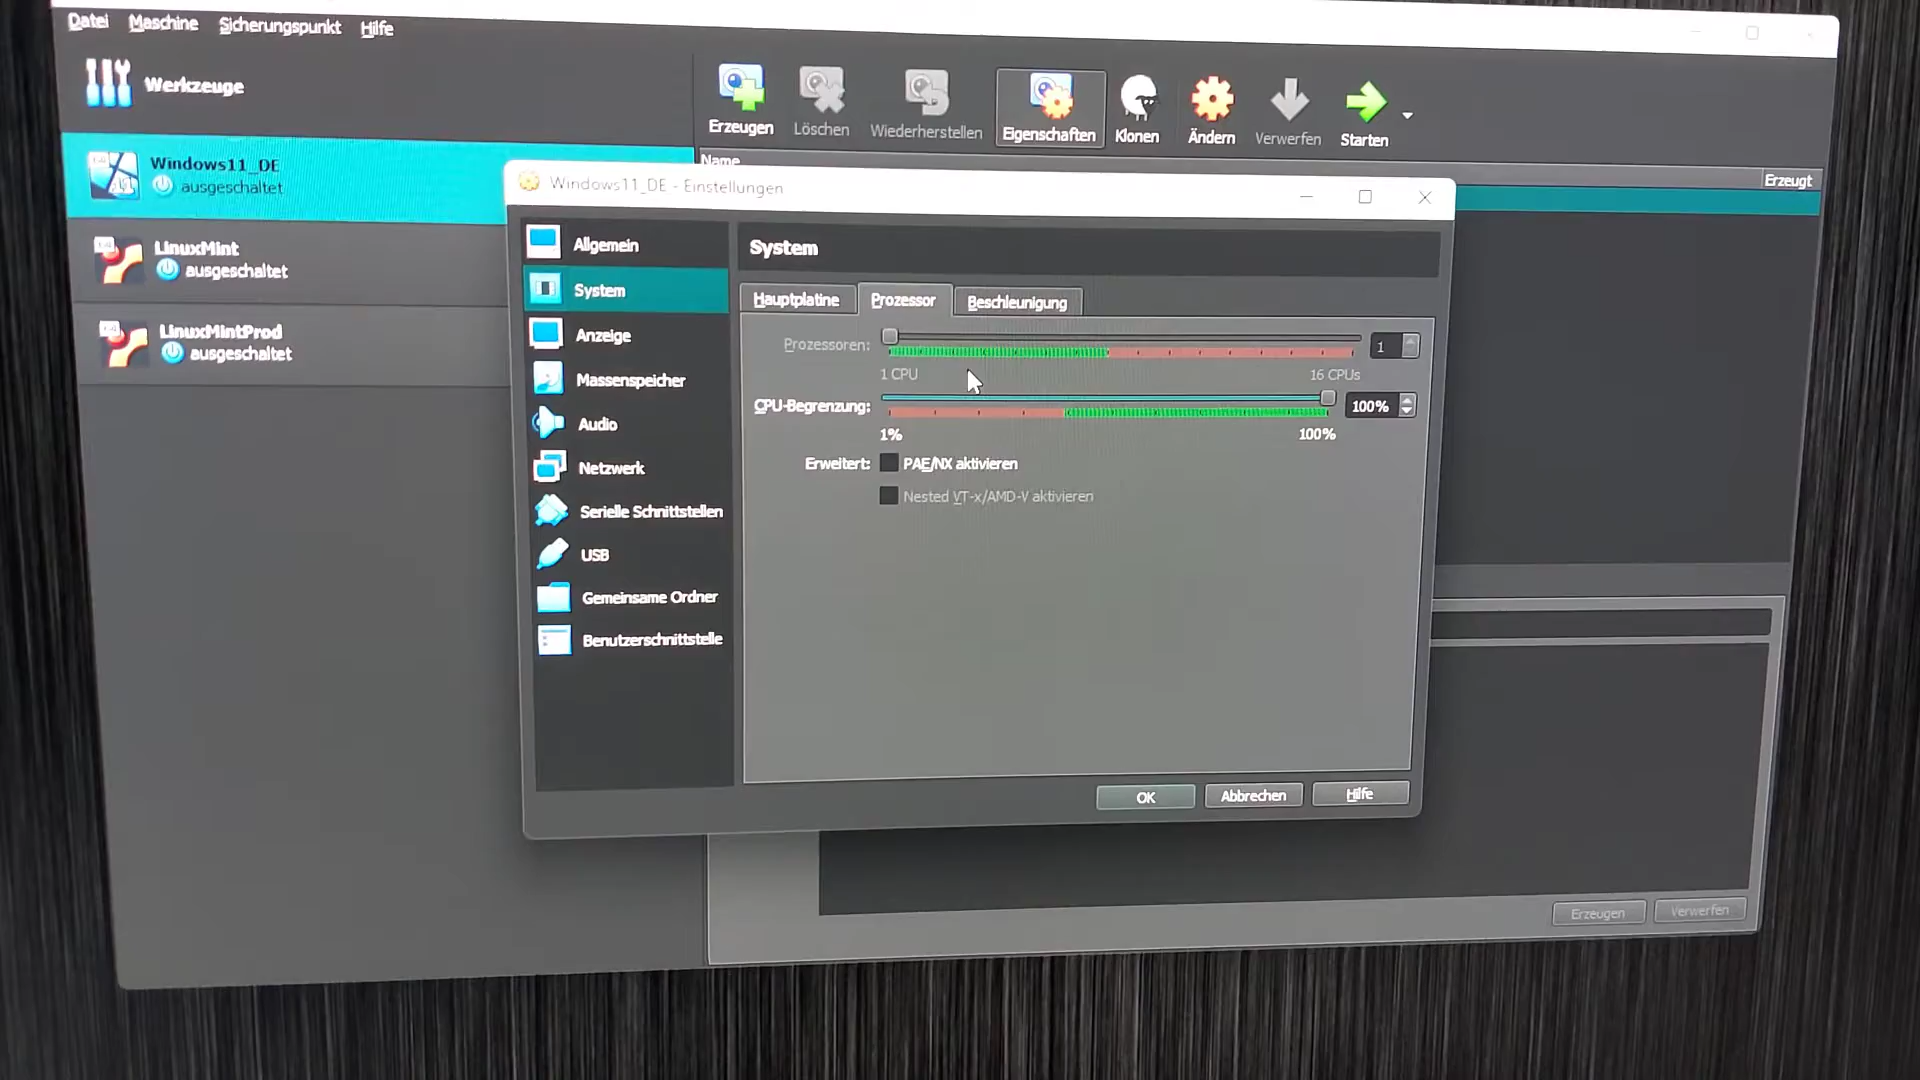 Datei Maschine Sicherungspunkt Hilfe
Werkzeuge
Erzeugen Löschen Wiederherstellen Eigenschaften Klonen Ändern Verwerfen Starten
Windows11_DE
ausgeschaltet
LinuxMint
ausgeschaltet
LinuxMintProd
ausgeschaltet
Name
Erzeugt
Windows11_DE - Einstellungen
Allgemein
System
Anzeige
Massenspeicher
Audio
Netzwerk
Serielle Schnittstellen
USB
Gemeinsame Ordner
Benutzerschnittstelle
System
Hauptplatine Prozessor Beschleunigung
Prozessoren: 1
1 CPU 16 CPUs
CPU-Begrenzung: 100%
1% 100%
Erweitert: PAE/NX aktivieren
Nested VT-x/AMD-V aktivieren
OK Abbrechen Hilfe
Erzeugen Verwerfen